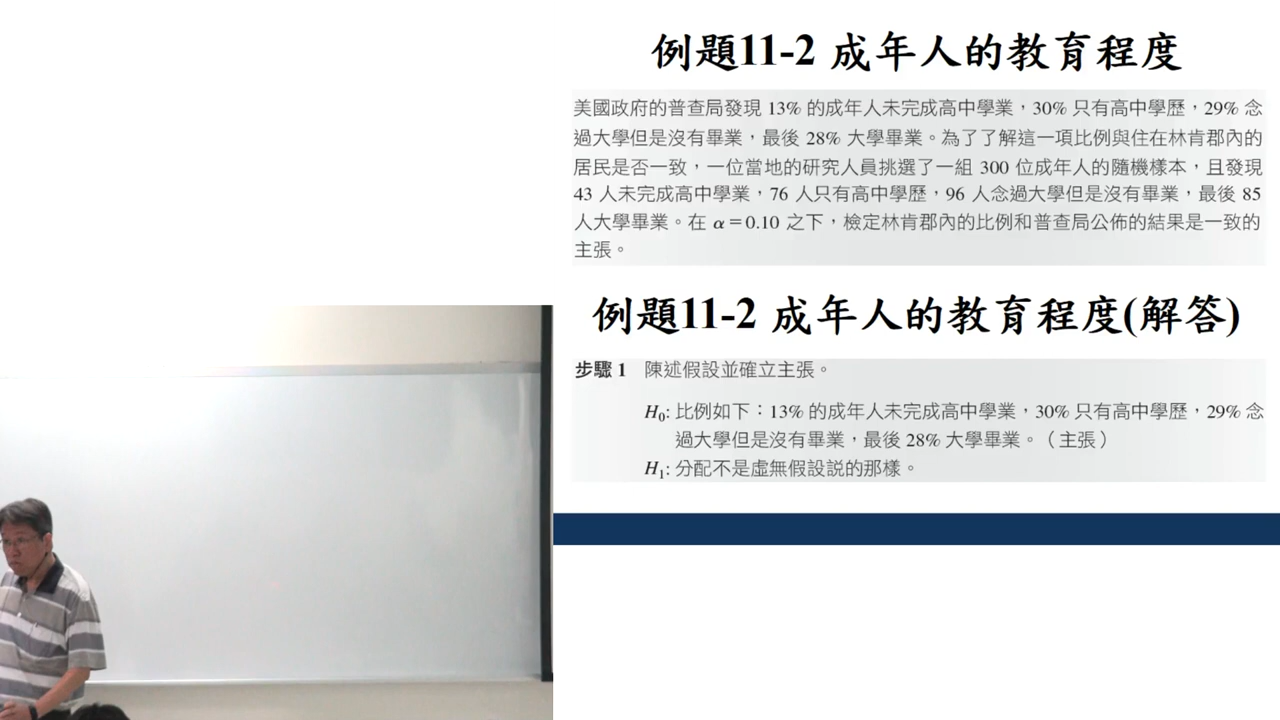 例題11-2 成年人的教育程度
美國政府的普查局發現 13% 的成年人未完成高中學業，30% 只有高中學歷，29% 念
過大學但是沒有畢業，最後 28% 大學畢業。為了了解這一項比例與住在林肯郡內的
居民是否一致，一位當地的研究人員挑選了一組 300 位成年人的隨機樣本，且發現
43 人未完成高中學業，76 人只有高中學歷，96 人念過大學但是沒有畢業，最後 85
人大學畢業。在 α＝0.10 之下，檢定林肯郡內的比例和普查局公佈的結果是一致的
主張。
例題11-2 成年人的教育程度(解答)
步驟 1 陳述假設並確立主張。
H0: 比例如下：13% 的成年人未完成高中學業，30% 只有高中學歷，29% 念
過大學但是沒有畢業，最後 28% 大學畢業。（主張）
H1: 分配不是虛無假設説的那樣。